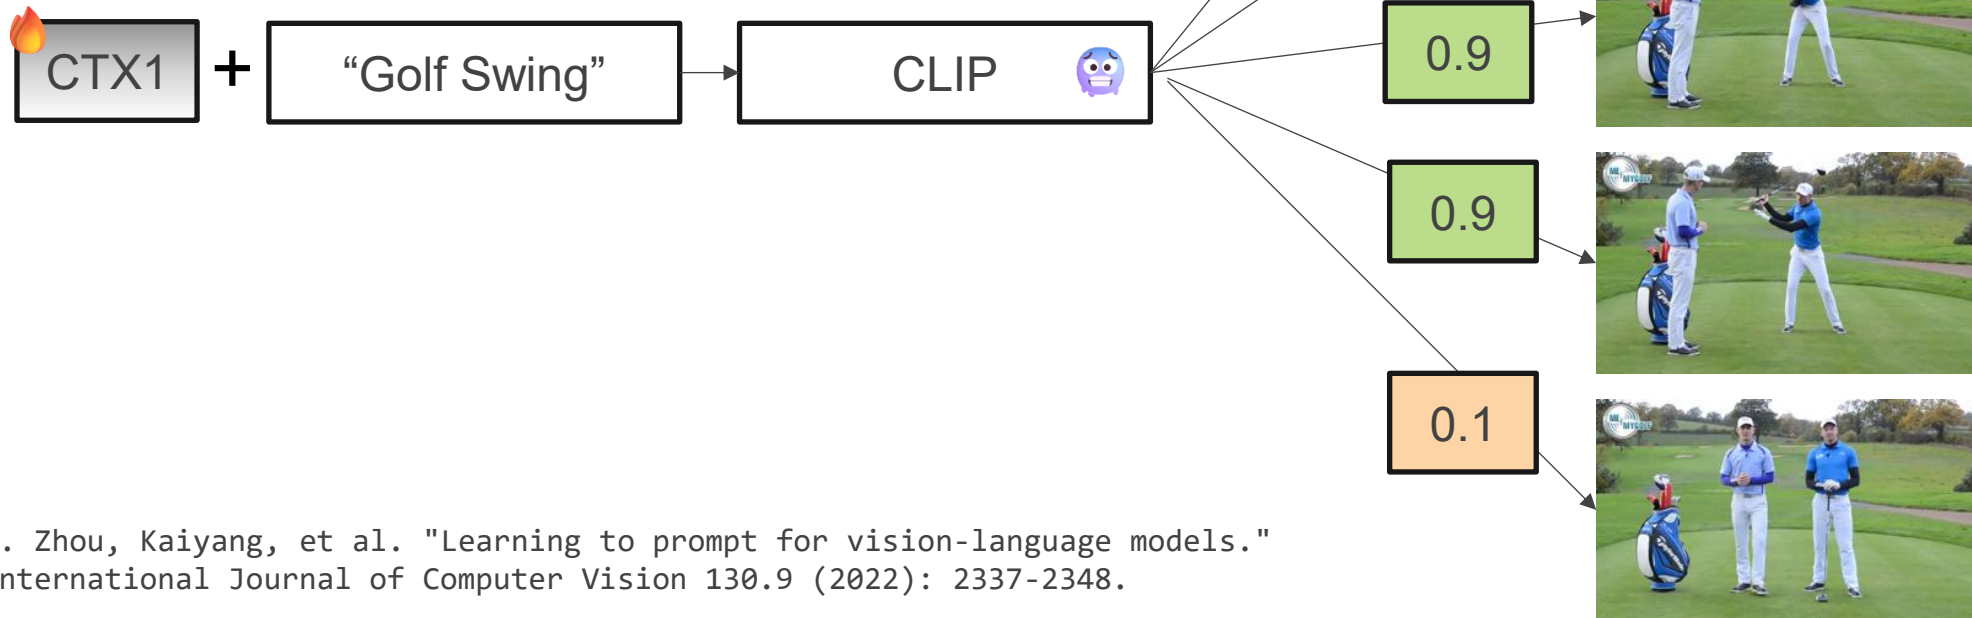 CTX1 + “Golf Swing” CLIP 0.9
0.9
0.1
. Zhou, Kaiyang, et al. "Learning to prompt for vision-language models."
nternational Journal of Computer Vision 130.9 (2022): 2337-2348.